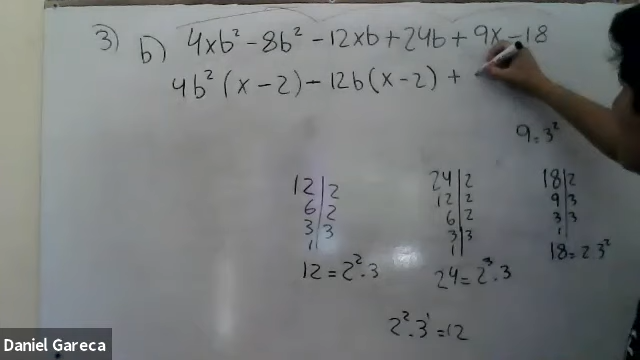 3) b) 4xb² - 8b² - 12xb + 24b + 9x - 18
4b² (x - 2) - 12b (x - 2) +
9 = 3²
12 | 2
6 | 2
3 | 3
1
12 = 2² · 3
24 | 2
12 | 2
6 | 2
3 | 3
1
24 = 2³ · 3
18 | 2
9 | 3
3 | 3
1
18 = 2 3²
2² · 3¹ = 12
Daniel Gareca